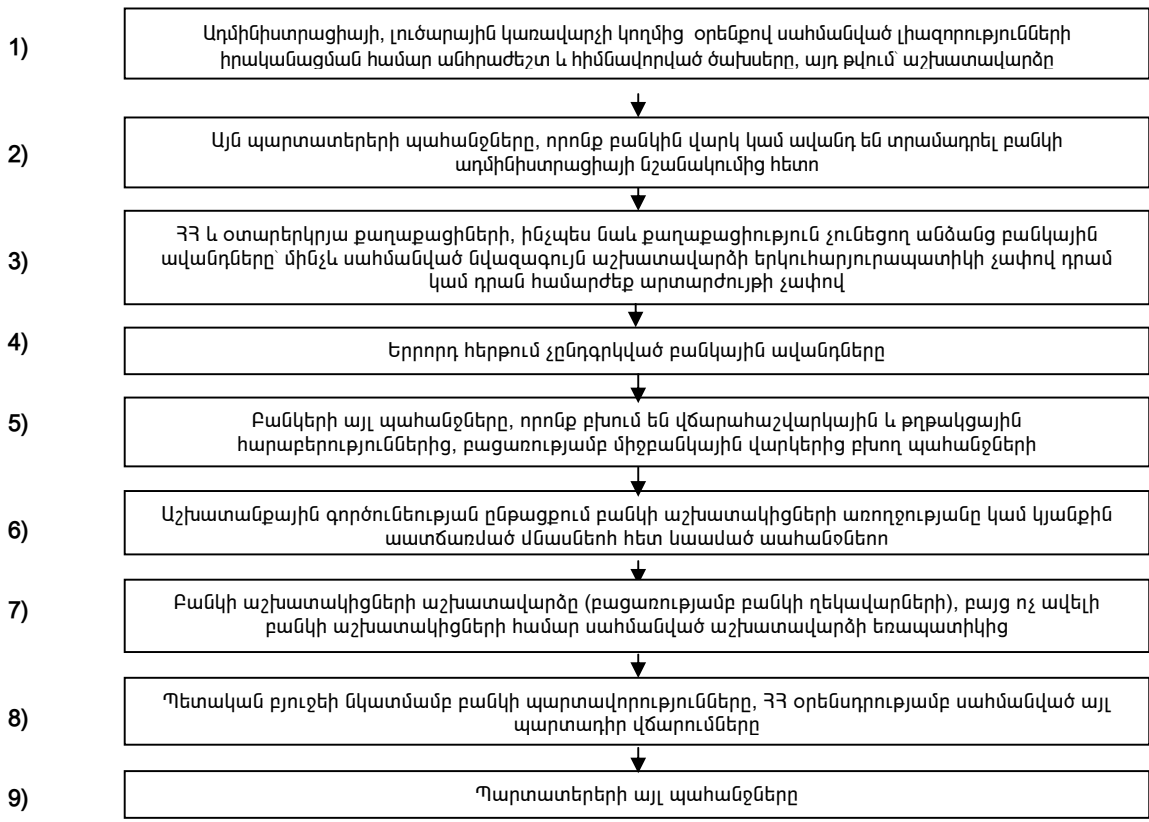 1)
Ադմինիստրացիայի, լուծարային կառավարչի կողմից օրենքով սահմանված լիազորությունների
իրականացման համար անհրաժեշտ և հիմնավորված ծախսերը, այդ թվում՝ աշխատավարձը
2)
Այն պարտատերերի պահանջները, որոնք բանկին վարկ կամ ավանդ են տրամադրել բանկի
ադմինիստրացիայի նշանակումից հետո
3)
ՀՀ և օտարերկրյա քաղաքացիների, ինչպես նաև քաղաքացիություն չունեցող անձանց բանկային
ավանդները՝ մինչև սահմանված նվազագույն աշխատավարձի երկուհարյուրապատիկի չափով դրամ
կամ դրան համարժեք արտարժույթի չափով
4)
Երրորդ հերթում չընդգրկված բանկային ավանդները
5)
Բանկերի այլ պահանջները, որոնք բխում են վճարահաշվարկային և թղթակցային
հարաբերություններից, բացառությամբ միջբանկային վարկերից բխող պահանջների
6)
Աշխատանքային գործունեության ընթացքում բանկի աշխատակիցների առողջությանը կամ կյանքին
պատճառված վնասների հետ կապված պահանջները
7)
Բանկի աշխատակիցների աշխատավարձը (բացառությամբ բանկի ղեկավարների), բայց ոչ ավելի
բանկի աշխատակիցների համար սահմանված աշխատավարձի եռապատիկից
8)
Պետական բյուջեի նկատմամբ բանկի պարտավորությունները, ՀՀ օրենսդրությամբ սահմանված այլ
պարտադիր վճարումները
9)
Պարտատերերի այլ պահանջները